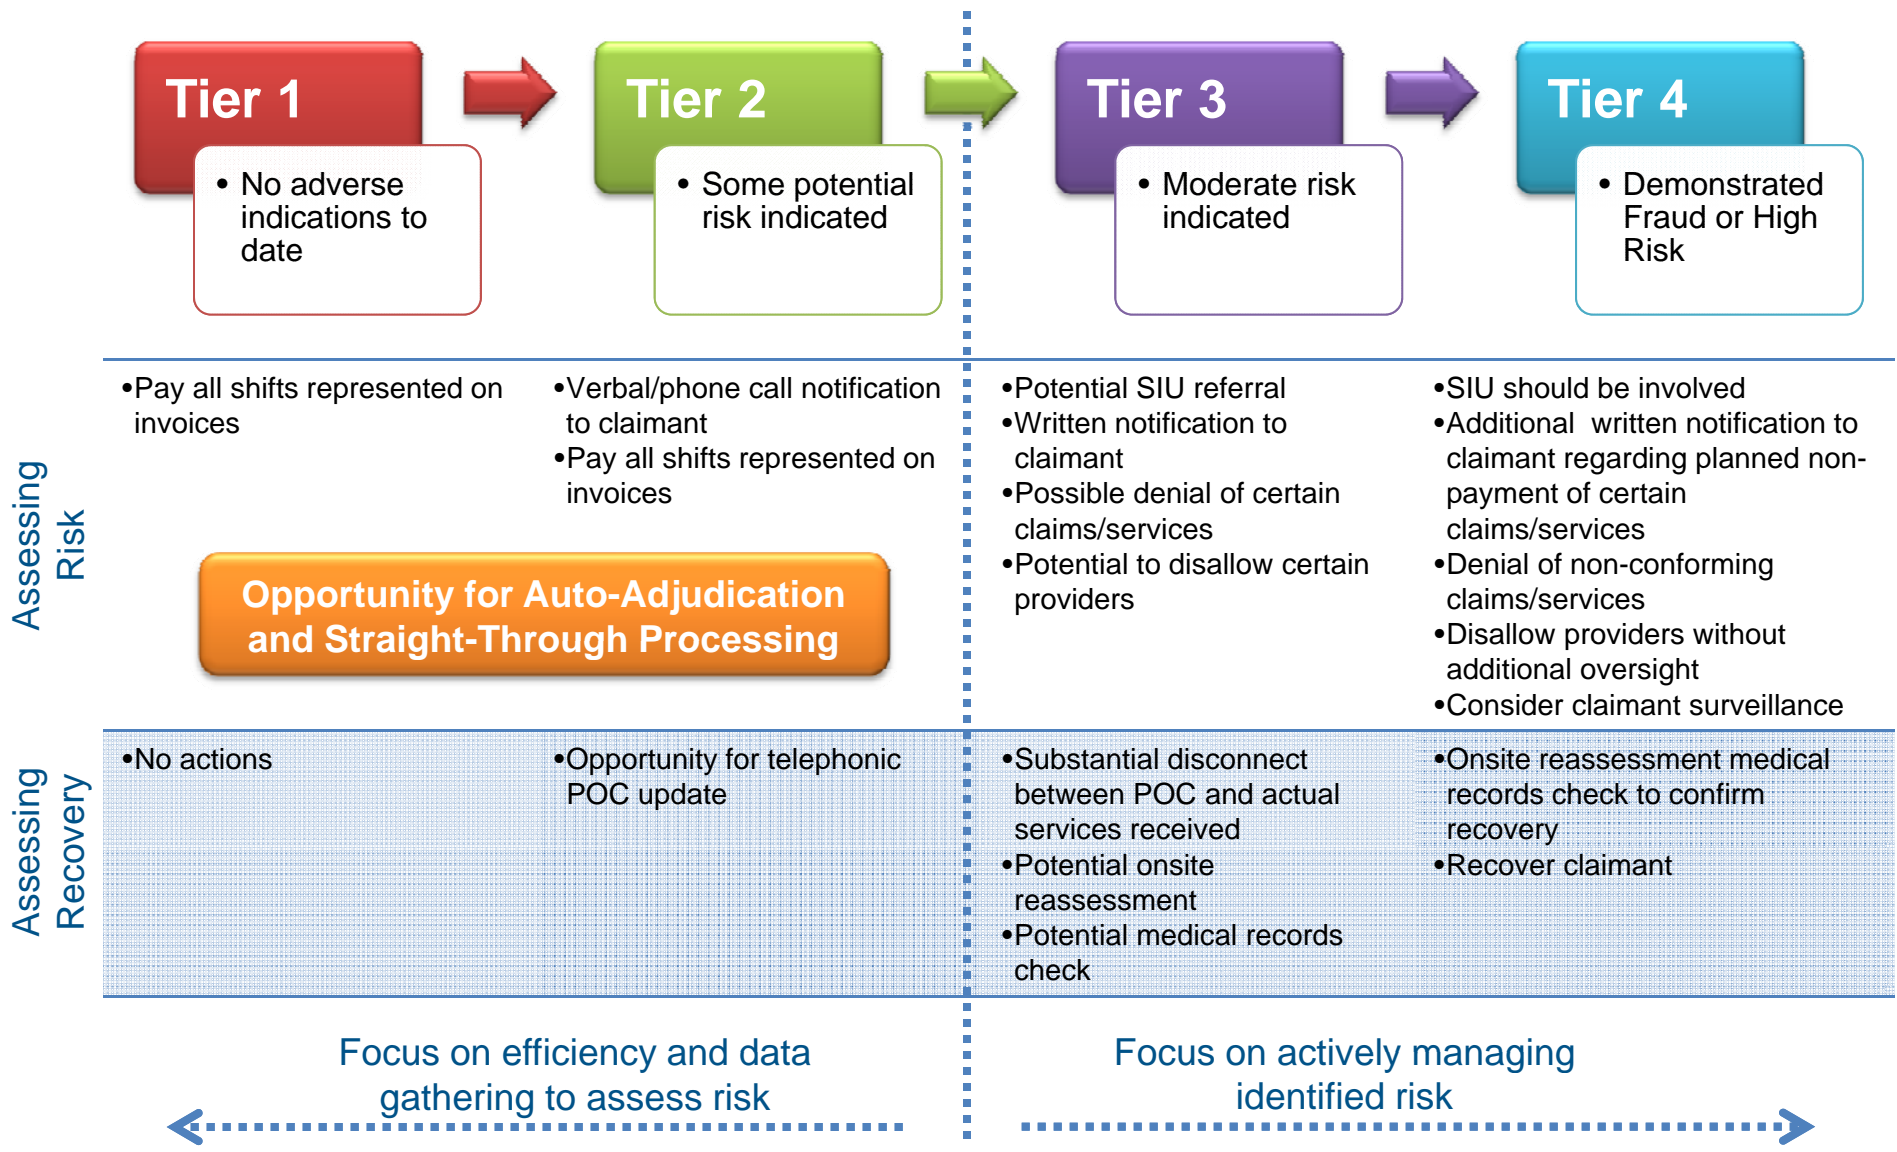 Tier 1
Tier 2
Tier 3
Tier 4
• No adverse
indications to
date
• Some potential
risk indicated
• Moderate risk
indicated
• Demonstrated
Fraud or High
Risk
Assessing
Risk
•Pay all shifts represented on
invoices
•Verbal/phone call notification
to claimant
•Pay all shifts represented on
invoices
Opportunity for Auto-Adjudication
and Straight-Through Processing
•Potential SIU referral
•Written notification to
claimant
•Possible denial of certain
claims/services
•Potential to disallow certain
providers
•SIU should be involved
•Additional  written notification to
claimant regarding planned non-
payment of certain
claims/services
•Denial of non-conforming
claims/services
•Disallow providers without
additional oversight
•Consider claimant surveillance
Assessing
Recovery
•No actions
•Opportunity for telephonic
POC update
•Substantial disconnect
between POC and actual
services received
•Potential onsite
reassessment
•Potential medical records
check
•Onsite reassessment medical
records check to confirm
recovery
•Recover claimant
Focus on efficiency and data
gathering to assess risk
Focus on actively managing
identified risk